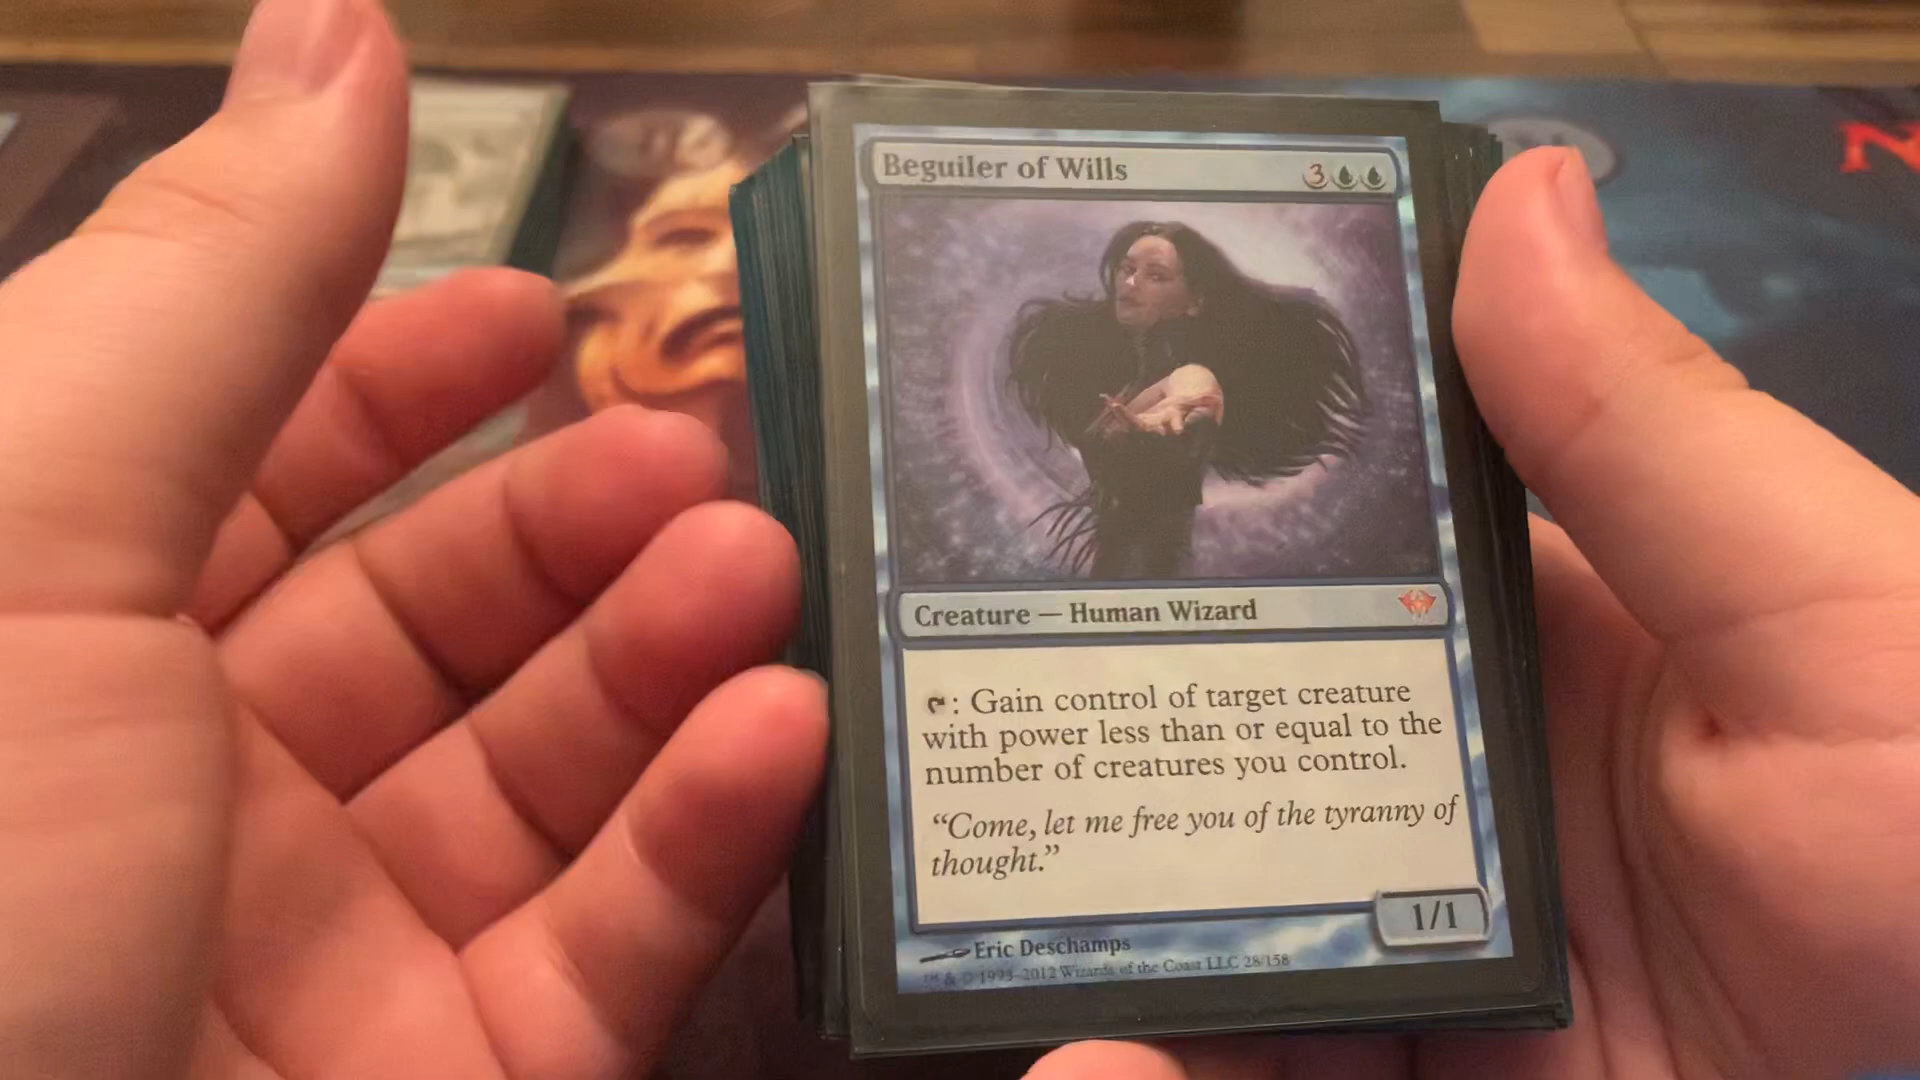 Beguiler of Wills 3
Creature — Human Wizard
: Gain control of target creature
with power less than or equal to the
number of creatures you control.
“Come, let me free you of the tyranny of
thought.”
1/1
Eric Deschamps
™ & © 1993–2012 Wizards of the Coast LLC 28/158
N